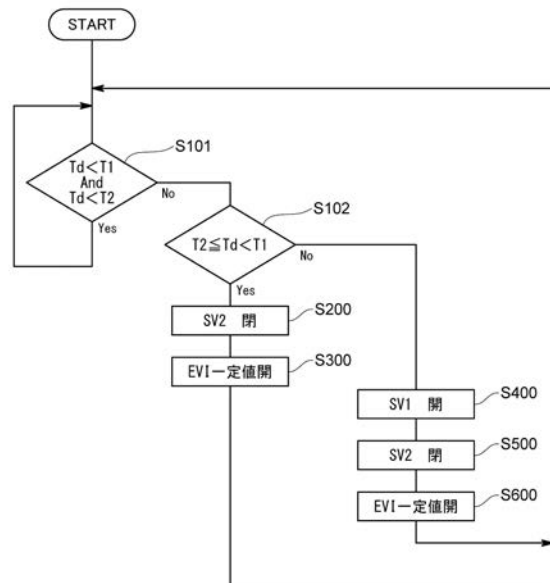 START
S101
Td<T1
And
Td<T2
No
Yes
S102
T2≦Td<T1
No
Yes
SV2 閉
S200
EVI一定値開
S300
SV1 開
S400
SV2 閉
S500
EVI一定値開
S600